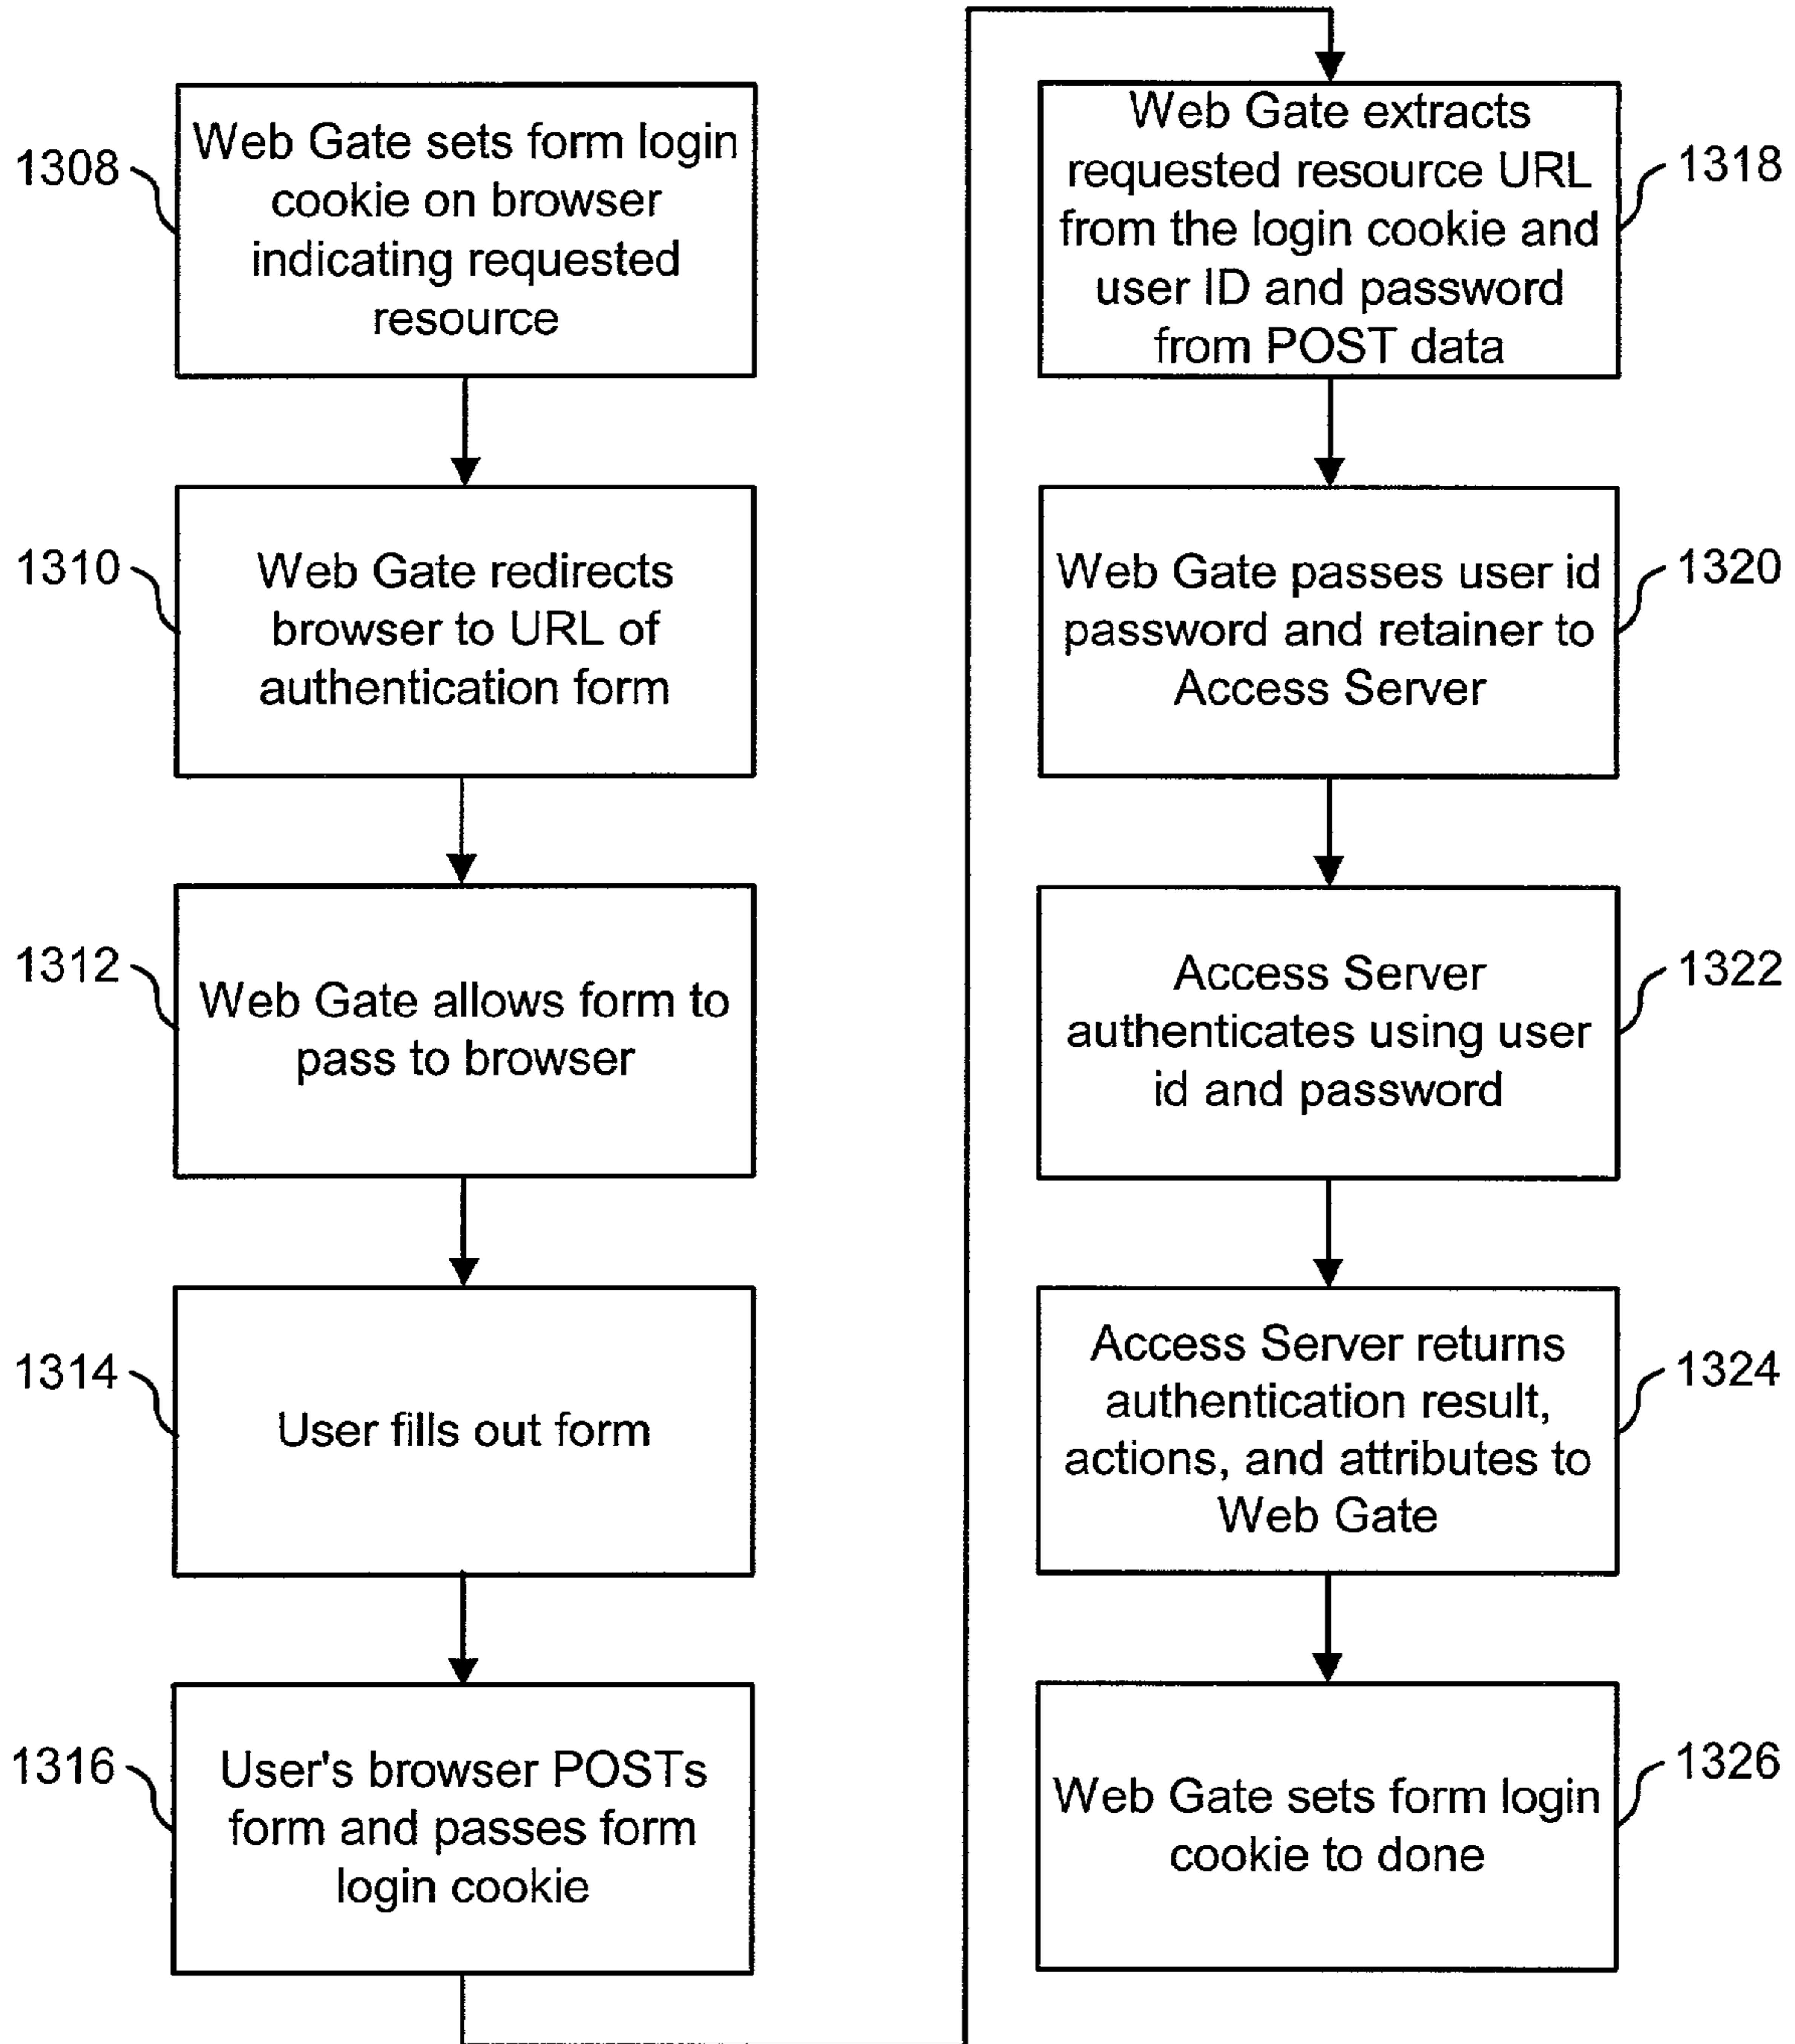 1308
Web Gate sets form login
cookie on browser
indicating requested
resource
1310
Web Gate redirects
browser to URL of
authentication form
1312
Web Gate allows form to
pass to browser
1314
User fills out form
1316
User's browser POSTs
form and passes form
login cookie
Web Gate extracts
requested resource URL
from the login cookie and
user ID and password
from POST data
1318
Web Gate passes user id
password and retainer to
Access Server
1320
Access Server
authenticates using user
id and password
1322
Access Server returns
authentication result,
actions, and attributes to
Web Gate
1324
Web Gate sets form login
cookie to done
1326